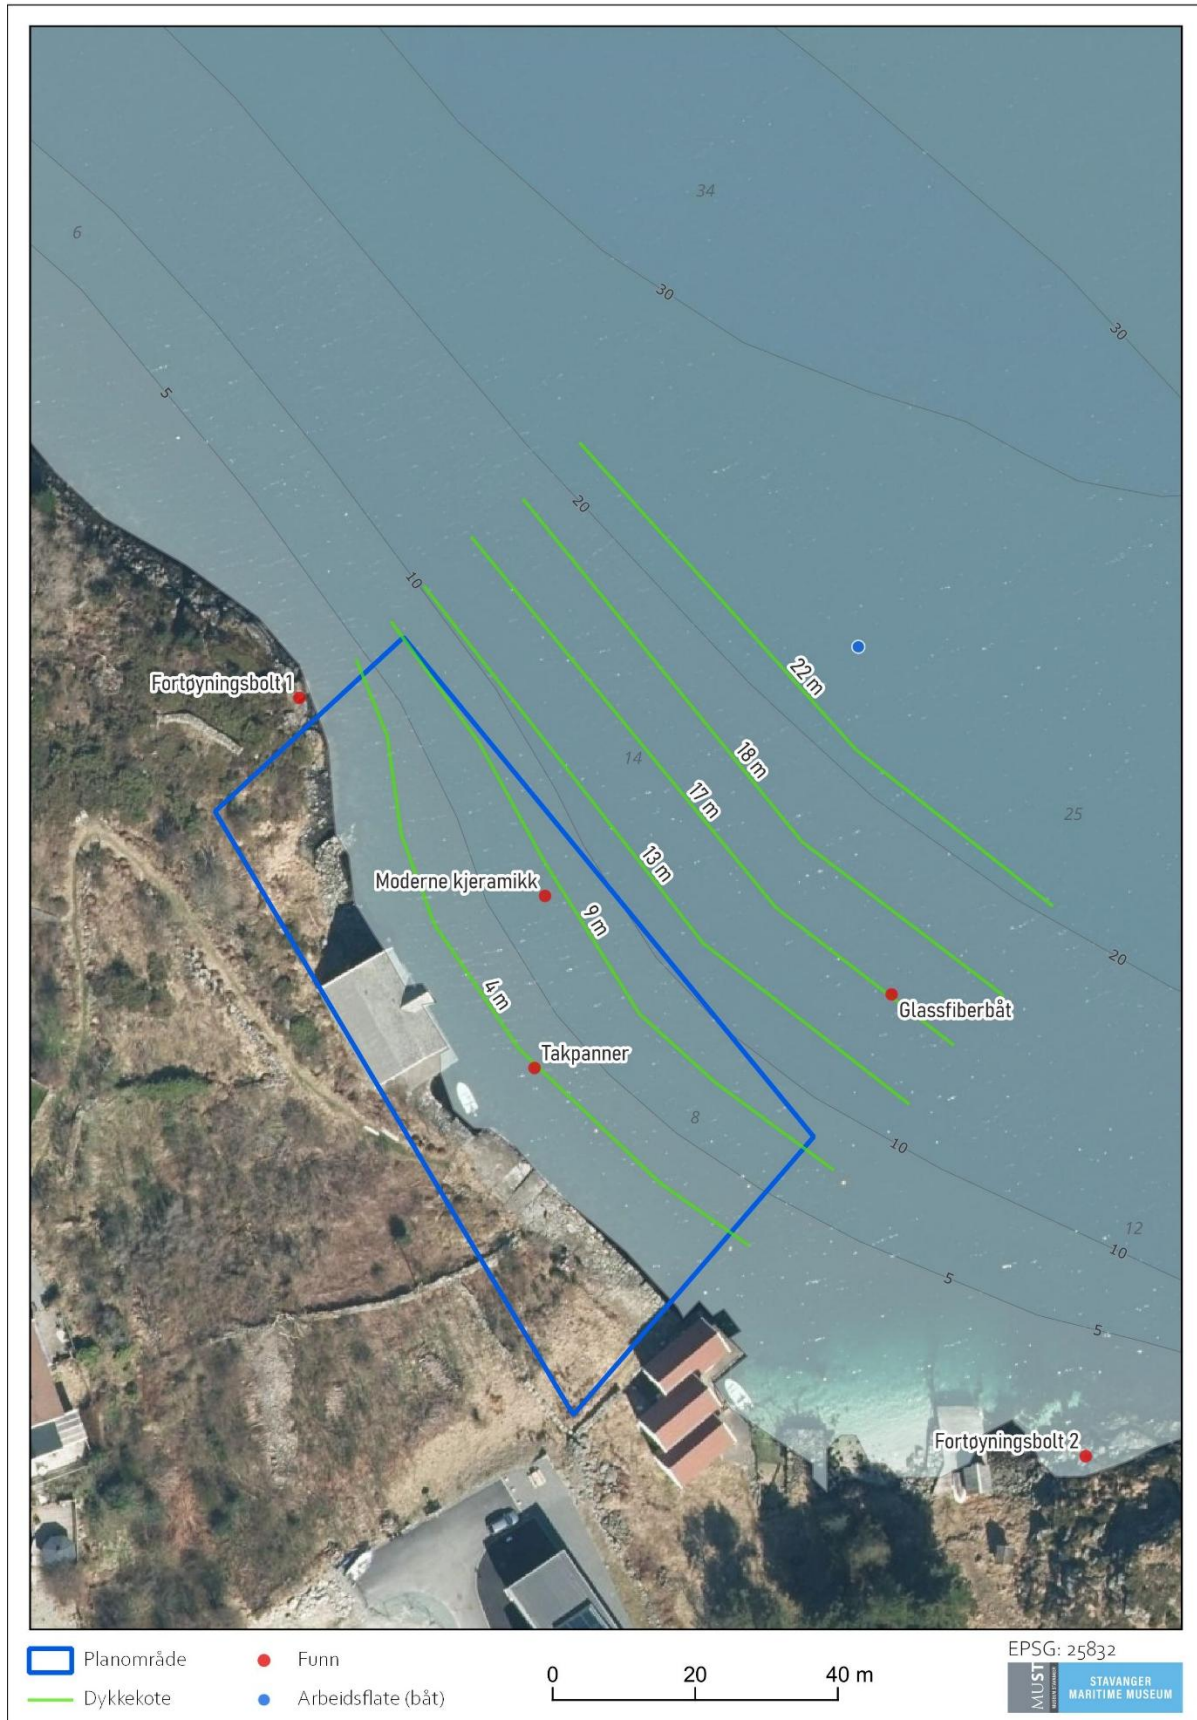 34
6
30
30
5
20
10
22 m
Fortøyningsbolt 1
14
18 m
17 m
25
13 m
Moderne kjeramikk
9 m
20
4 m
Glassfiberbåt
Takpanner
8
10
12
10
5
5
Fortøyningsbolt 2
Planområde
Funn
Dykkekote
Arbeidsflate (båt)
0 20 40 m
EPSG: 25832
MUST
STAVANGER
MARITIME MUSEUM